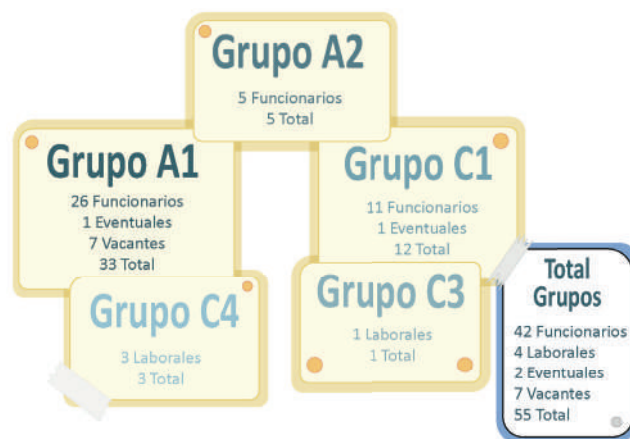 Grupo A2
5 Funcionarios
5 Total
Grupo A1
26 Funcionarios
1 Eventuales
7 Vacantes
33 Total
Grupo C1
11 Funcionarios
1 Eventuales
12 Total
Grupo C4
3 Laborales
3 Total
Grupo C3
1 Laborales
1 Total
Total
Grupos
42 Funcionarios
4 Laborales
2 Eventuales
7 Vacantes
55 Total